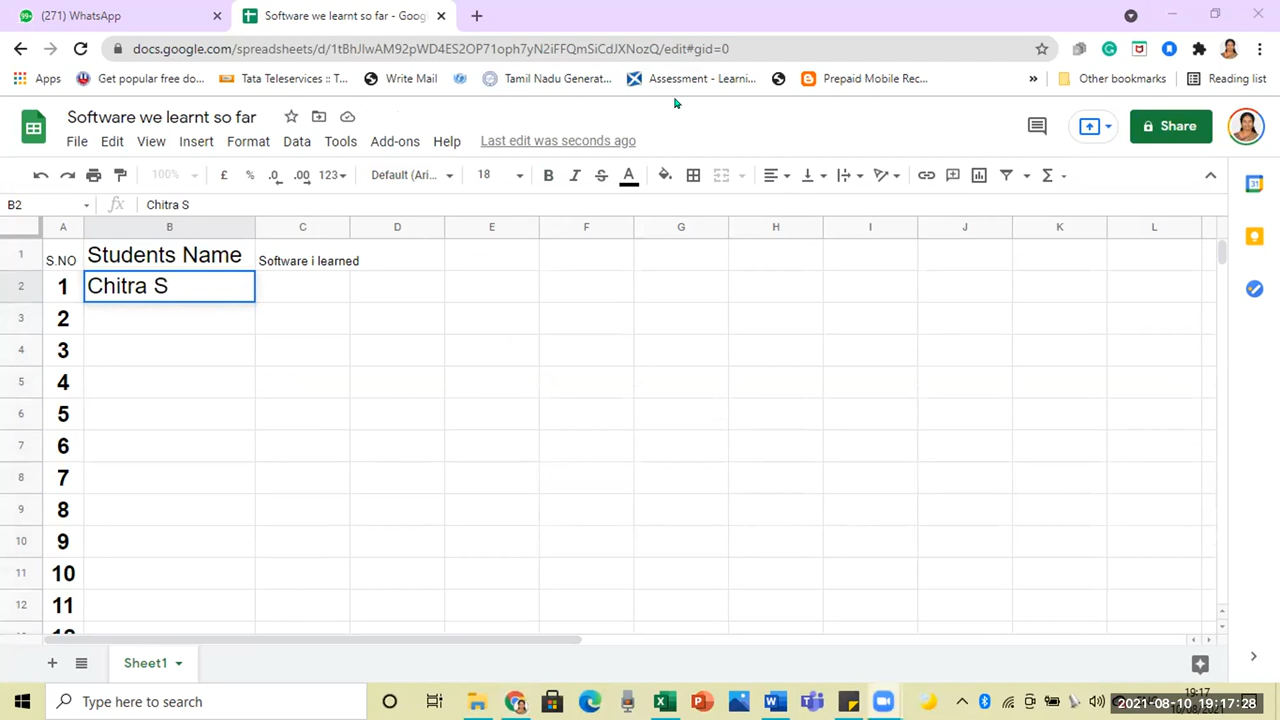 99+ (271) WhatsApp
Software we learnt so far - Goog
docs.google.com/spreadsheets/d/1tBhJlwAM92pWD4ES2OP71oph7yN2iFFQmSiCdJXNozQ/edit#gid=0
Apps Get popular free do... Tata Teleservices :: T... Write Mail Tamil Nadu Generat... Assessment - Learni... Prepaid Mobile Rec... » Other bookmarks Reading list
Software we learnt so far
File Edit View Insert Format Data Tools Add-ons Help Last edit was seconds ago
Share
100% £ % .0 .00 123 Default (Ari... 18 B I S A Σ
B2 fx Chitra S
A B C D E F G H I J K L
1 S.NO Students Name Software i learned
2 1 Chitra S
3 2
4 3
5 4
6 5
7 6
8 7
9 8
10 9
11 10
12 11
Sheet1
Type here to search
19:17
2021-08-10 19:17:28